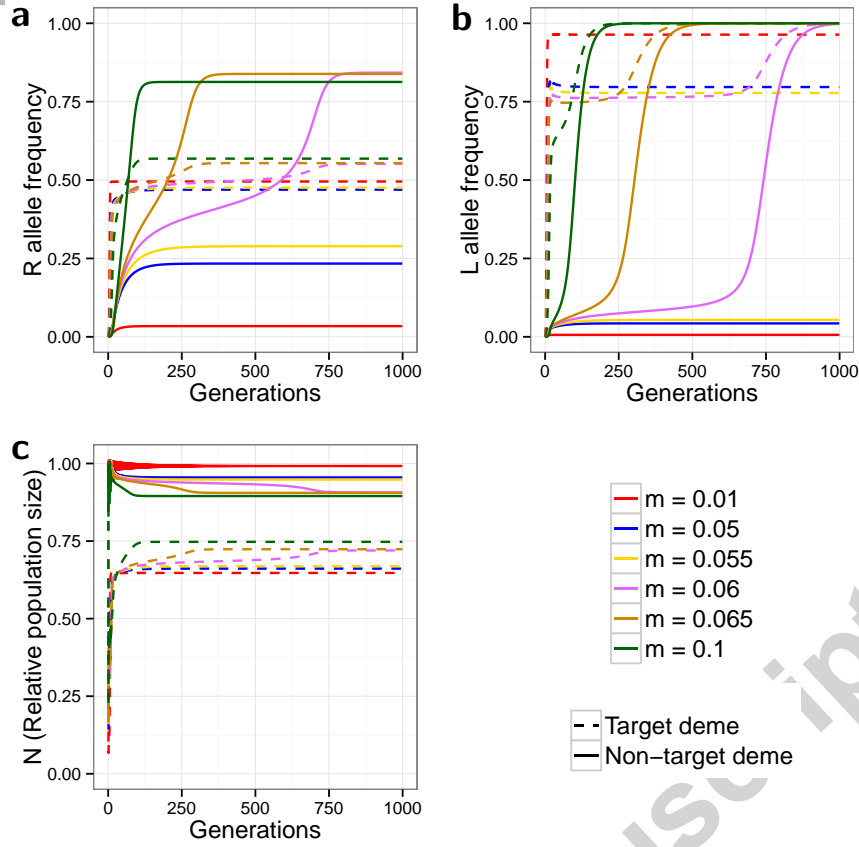 a
1.00
0.75
0.50
0.25
0.00
R allele frequency
0 250 500 750 1000
Generations
b
1.00
0.75
0.50
0.25
0.00
L allele frequency
0 250 500 750 1000
Generations
c
1.00
0.75
0.50
0.25
0.00
N (Relative population size)
0 250 500 750 1000
Generations
m = 0.01
m = 0.05
m = 0.055
m = 0.06
m = 0.065
m = 0.1
Target deme
Non−target deme